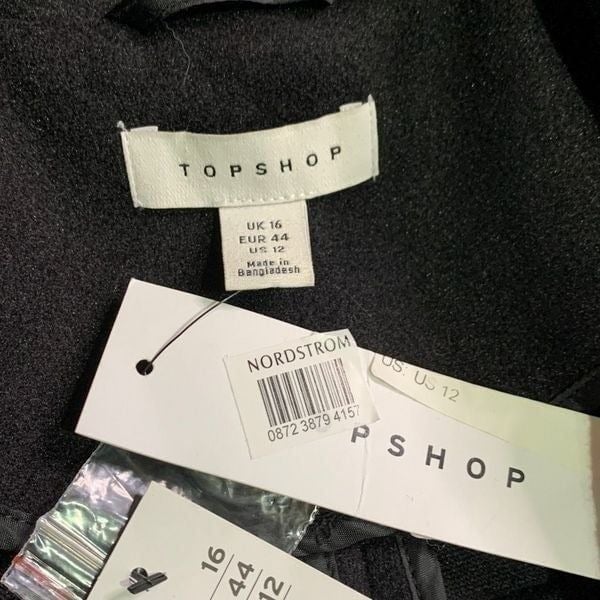 TOPSHOP
UK 16
EUR 44
US 12
Made in
Bangladesh
NORDSTROM
0872 3879 4157
US: US 12
PSHOP
16
44
12